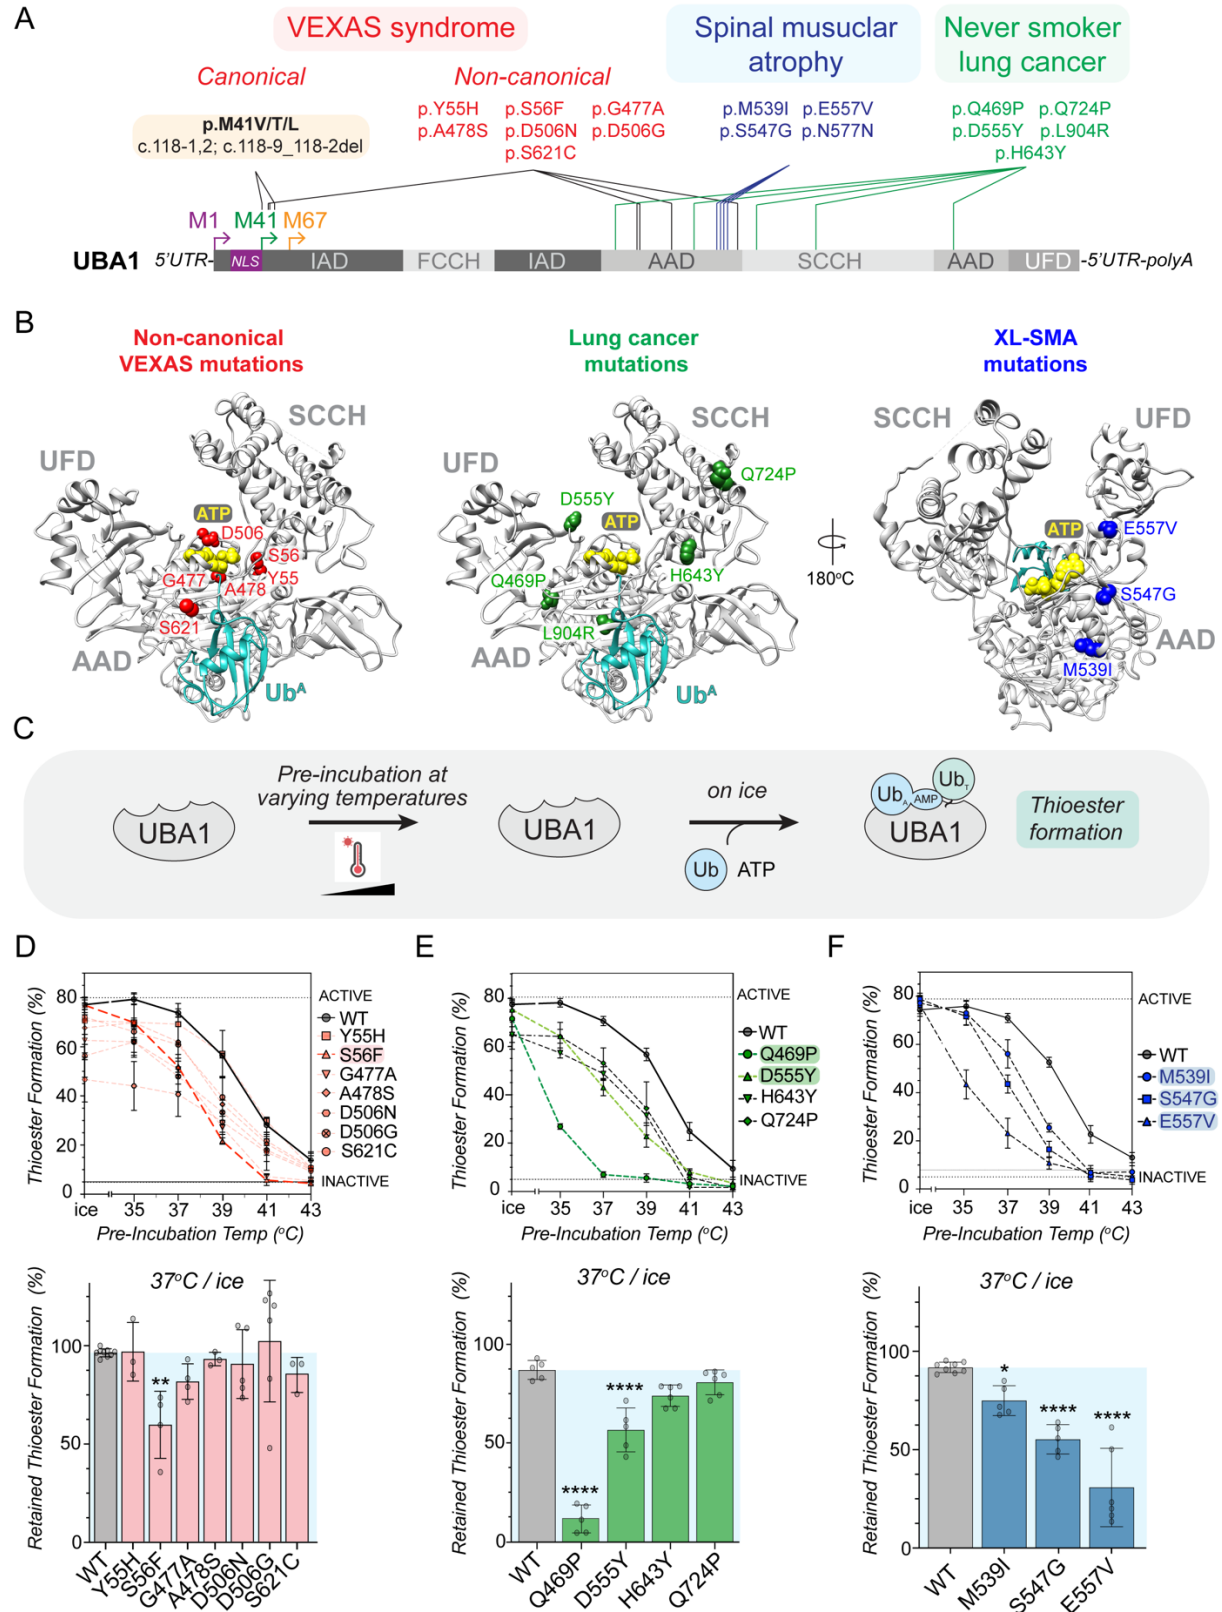 A
VEXAS syndrome
Spinal musuclar
atrophy
Never smoker
lung cancer
Canonical
Non-canonical
p.M41V/T/L
c.118-1,2; c.118-9_118-2del
p.Y55H p.S56F p.G477A
p.A478S p.D506N p.D506G
p.S621C
p.M539I p.E557V
p.S547G p.N577N
p.Q469P p.Q724P
p.D555Y p.L904R
p.H643Y
M1 M41 M67
UBA1 5'UTR- NLS IAD FCCH IAD AAD SCCH AAD UFD -5'UTR-polyA
B
Non-canonical
VEXAS mutations
SCCH
UFD
ATP
D506
S56
Y55
G477
A478
S621
AAD
Ub^A
Lung cancer
mutations
SCCH
UFD
Q724P
D555Y
ATP
H643Y
Q469P
L904R
AAD
Ub^A
180°C
XL-SMA
mutations
SCCH
UFD
ATP
E557V
S547G
AAD
M539I
C
UBA1
Pre-incubation at
varying temperatures
UBA1
on ice
Ub ATP
Ub_A AMP Ub_T
UBA1
Thioester
formation
D
Thioester Formation (%)
80
60
40
20
0
ice 35 37 39 41 43
Pre-Incubation Temp (°C)
ACTIVE
WT
Y55H
S56F
G477A
A478S
D506N
D506G
S621C
INACTIVE
37°C / ice
Retained Thioester Formation (%)
100
50
0
**
WT Y55H S56F G477A A478S D506N D506G S621C
E
Thioester Formation (%)
80
60
40
20
0
ice 35 37 39 41 43
Pre-Incubation Temp (°C)
ACTIVE
WT
Q469P
D555Y
H643Y
Q724P
INACTIVE
37°C / ice
Retained Thioester Formation (%)
100
50
0
**** ****
WT Q469P D555Y H643Y Q724P
F
Thioester Formation (%)
80
60
40
20
0
ice 35 37 39 41 43
Pre-Incubation Temp (°C)
ACTIVE
WT
M539I
S547G
E557V
INACTIVE
37°C / ice
Retained Thioester Formation (%)
100
50
0
* **** ****
WT M539I S547G E557V